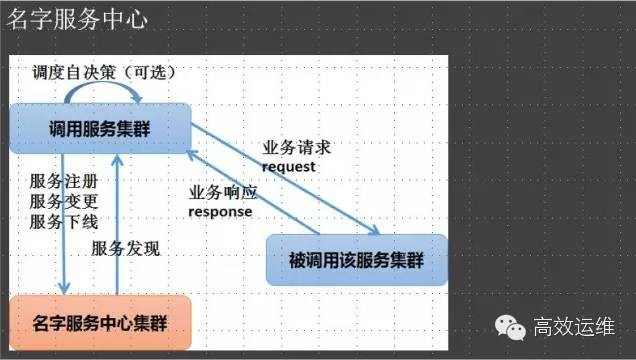 名字服务中心
调度自决策（可选）
调用服务集群
业务请求
request
业务响应
response
服务注册
服务变更
服务下线
服务发现
被调用该服务集群
名字服务中心集群
高效运维